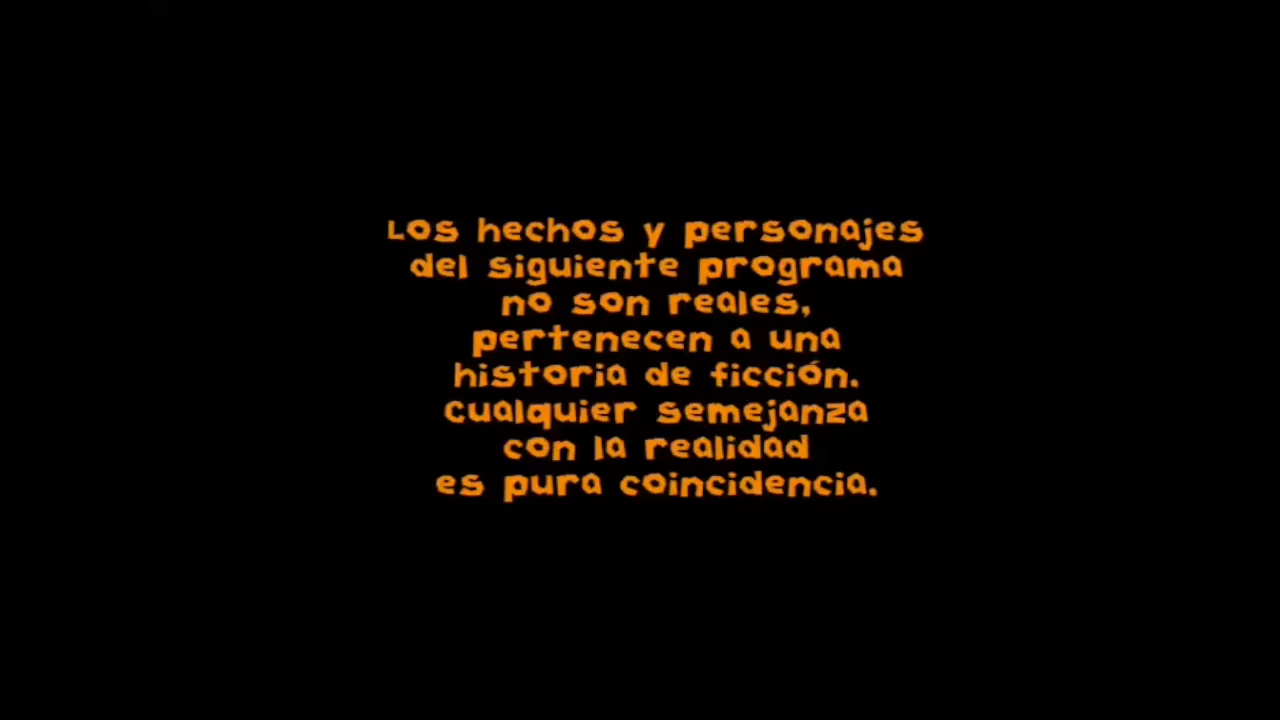 Los hechos y personajes
del siguiente programa
no son reales,
pertenecen a una
historia de ficción.
cualquier semejanza
con la realidad
es pura coincidencia.